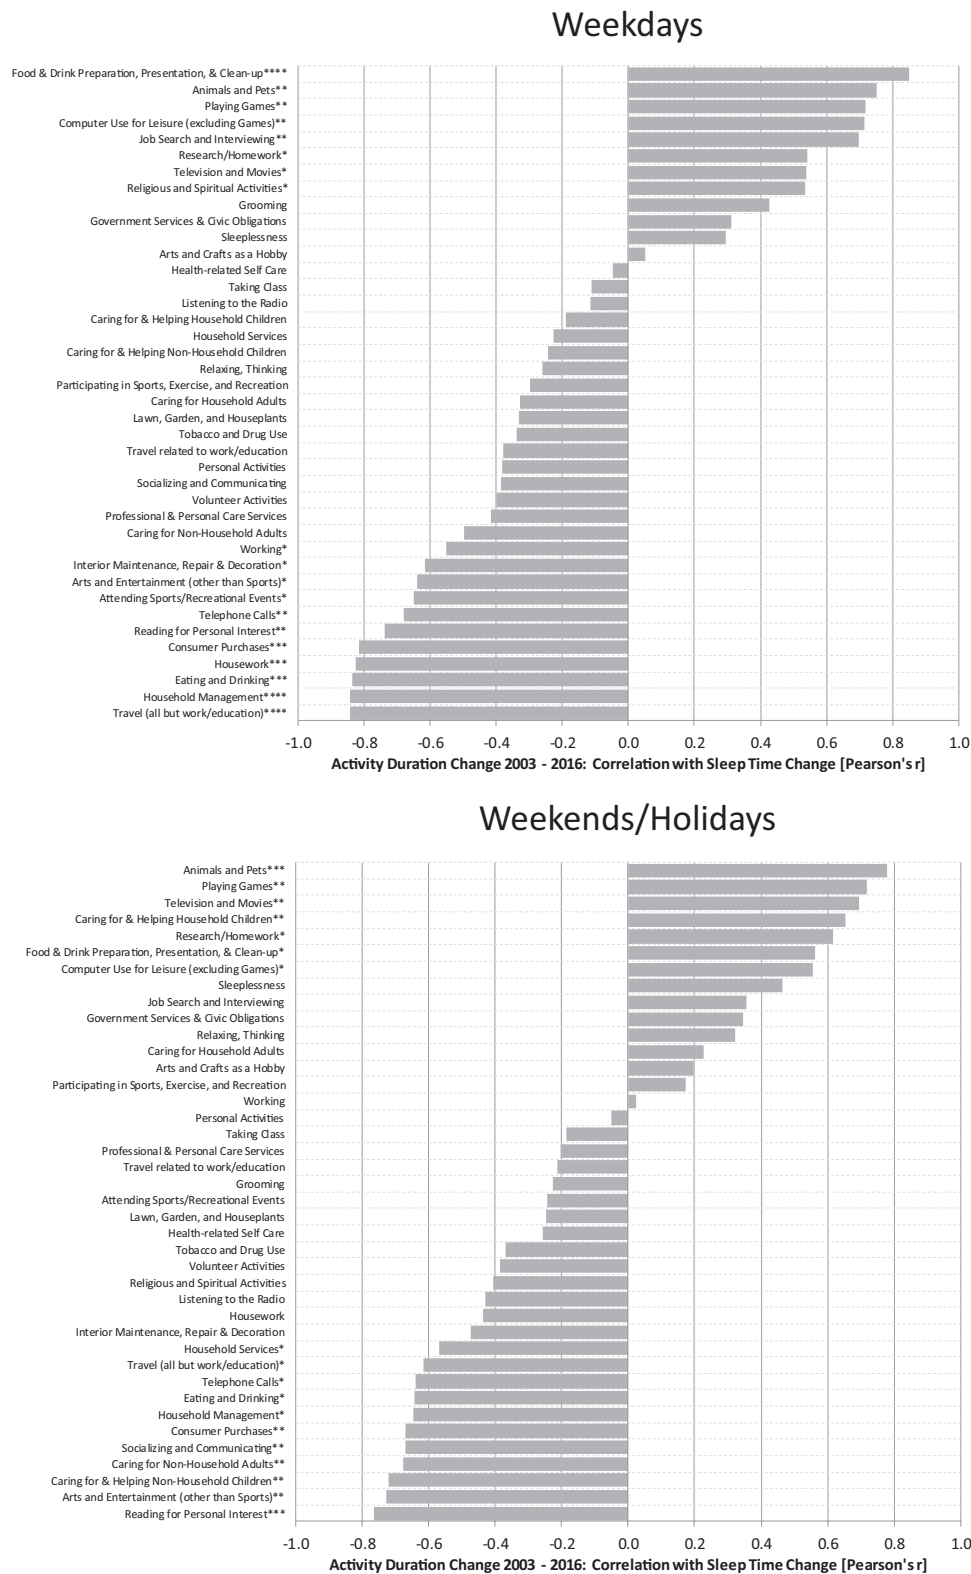 Weekdays
Food & Drink Preparation, Presentation, & Clean-up****
Animals and Pets**
Playing Games**
Computer Use for Leisure (excluding Games)**
Job Search and Interviewing**
Research/Homework*
Television and Movies*
Religious and Spiritual Activities*
Grooming
Government Services & Civic Obligations
Sleeplessness
Arts and Crafts as a Hobby
Health-related Self Care
Taking Class
Listening to the Radio
Caring for & Helping Household Children
Household Services
Caring for & Helping Non-Household Children
Relaxing, Thinking
Participating in Sports, Exercise, and Recreation
Caring for Household Adults
Lawn, Garden, and Houseplants
Tobacco and Drug Use
Travel related to work/education
Personal Activities
Socializing and Communicating
Volunteer Activities
Professional & Personal Care Services
Caring for Non-Household Adults
Working*
Interior Maintenance, Repair & Decoration*
Arts and Entertainment (other than Sports)*
Attending Sports/Recreational Events*
Telephone Calls**
Reading for Personal Interest**
Consumer Purchases***
Housework***
Eating and Drinking***
Household Management****
Travel (all but work/education)****
-1.0 -0.8 -0.6 -0.4 -0.2 0.0 0.2 0.4 0.6 0.8 1.0
Activity Duration Change 2003 - 2016: Correlation with Sleep Time Change [Pearson's r]
Weekends/Holidays
Animals and Pets***
Playing Games**
Television and Movies**
Caring for & Helping Household Children**
Research/Homework*
Food & Drink Preparation, Presentation, & Clean-up*
Computer Use for Leisure (excluding Games)*
Sleeplessness
Job Search and Interviewing
Government Services & Civic Obligations
Relaxing, Thinking
Caring for Household Adults
Arts and Crafts as a Hobby
Participating in Sports, Exercise, and Recreation
Working
Personal Activities
Taking Class
Professional & Personal Care Services
Travel related to work/education
Grooming
Attending Sports/Recreational Events
Lawn, Garden, and Houseplants
Health-related Self Care
Tobacco and Drug Use
Volunteer Activities
Religious and Spiritual Activities
Listening to the Radio
Housework
Interior Maintenance, Repair & Decoration
Household Services*
Travel (all but work/education)*
Telephone Calls*
Eating and Drinking*
Household Management*
Consumer Purchases**
Socializing and Communicating**
Caring for Non-Household Adults**
Caring for & Helping Non-Household Children**
Arts and Entertainment (other than Sports)**
Reading for Personal Interest***
-1.0 -0.8 -0.6 -0.4 -0.2 0.0 0.2 0.4 0.6 0.8 1.0
Activity Duration Change 2003 - 2016: Correlation with Sleep Time Change [Pearson's r]